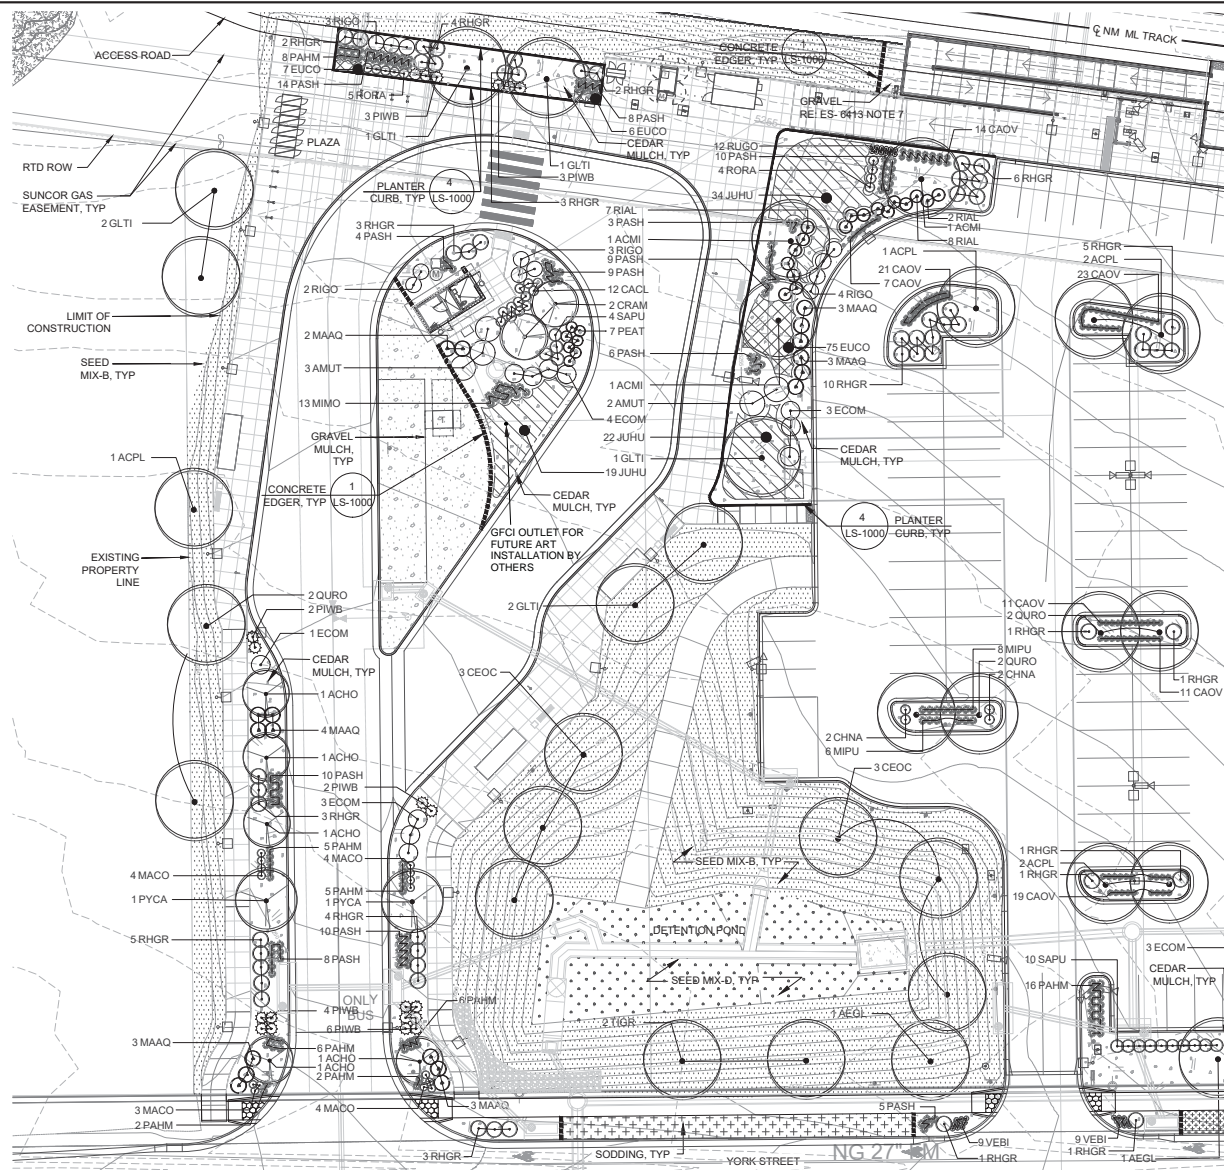 3 RIGO
4 RHGR
ACCESS ROAD
2 RHGR
8 PAHM
7 EUCO
14 PASH
5 RORA
3 PIWB
1 GLTI
PLAZA
RTD ROW
SUNCOR GAS
EASEMENT, TYP
2 GLTI
CONCRETE
EDGER, TYP
1
LS-1000
℄ NM ML TRACK
2 RHGR
8 PASH
6 EUCO
CEDAR
MULCH, TYP
GRAVEL
RE: ES- 6413 NOTE 7
14 CAOV
12 RUGO
10 PASH
4 RORA
6 RHGR
34 JUHU
1 GLTI
3 PIWB
3 RHGR
PLANTER
CURB, TYP
4
LS-1000
7 RIAL
3 PASH
1 ACMI
3 RIGO
9 PASH
9 PASH
12 CACL
2 CRAM
4 SAPU
7 PEAT
6 PASH
3 RHGR
4 PASH
2 RIGO
2 MAAQ
3 AMUT
13 MIMO
2 RIAL
1 ACMI
8 RIAL
1 ACPL
21 CAOV
7 CAOV
5 RHGR
2 ACPL
23 CAOV
4 RIGO
3 MAAQ
75 EUCO
3 MAAQ
10 RHGR
LIMIT OF
CONSTRUCTION
SEED
MIX-B, TYP
1 ACMI
2 AMUT
4 ECOM
3 ECOM
22 JUHU
1 GLTI
19 JUHU
CEDAR
MULCH, TYP
GRAVEL
MULCH,
TYP
1 ACPL
CONCRETE
EDGER, TYP
1
LS-1000
CEDAR
MULCH, TYP
GFCI OUTLET FOR
FUTURE ART
INSTALLATION BY
OTHERS
4
LS-1000
PLANTER
CURB, TYP
EXISTING
PROPERTY
LINE
2 QURO
2 PIWB
1 ECOM
CEDAR
MULCH, TYP
2 GLTI
11 CAOV
2 QURO
1 RHGR
1 RHGR
11 CAOV
8 MIPU
2 QURO
2 CHNA
2 CHNA
6 MIPU
3 CEOC
3 CEOC
1 ACHO
4 MAAQ
1 ACHO
10 PASH
2 PIWB
3 ECOM
3 RHGR
1 ACHO
5 PAHM
4 MACO
4 MACO
1 PYCA
5 PAHM
1 PYCA
4 RHGR
10 PASH
5 RHGR
8 PASH
SEED MIX-B, TYP
DETENTION POND
SEED MIX-D, TYP
1 RHGR
2 ACPL
1 RHGR
19 CAOV
3 ECOM
10 SAPU
16 PAHM
CEDAR
MULCH, TYP
ONLY
BUS
4 PIWB
6 PIWB
6 PAHM
3 MAAQ
6 PAHM
1 ACHO
1 ACHO
2 PAHM
2 TIGR
1 AEGL
3 MACO
2 PAHM
4 MACO
3 MAAQ
3 RHGR
SODDING, TYP
YORK STREET
5 PASH
9 VEBI
1 RHGR
9 VEBI
1 RHGR
1 AEGL